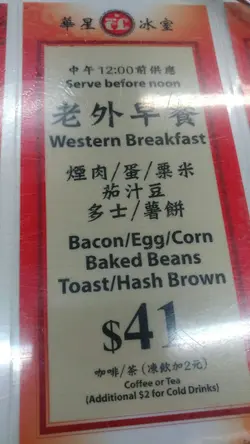 華星冰室
中午12:00前供應
Serve before noon
老外早餐
Western Breakfast
煙肉/蛋/粟米
茄汁豆
多士/薯餅
Bacon/Egg/Corn
Baked Beans
Toast/Hash Brown
$41
咖啡/茶(凍飲加2元)
Coffee or Tea
(Additional $2 for Cold Drinks)